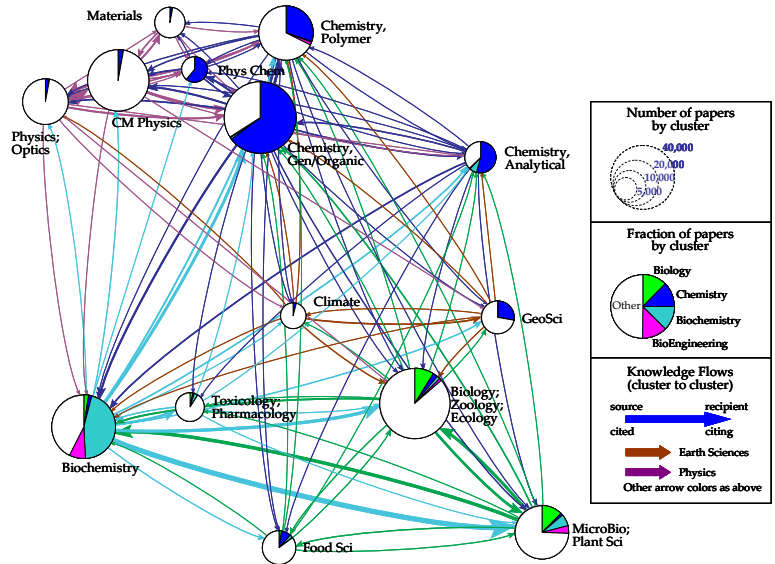 Materials
Chemistry,
Polymer
Phys Chem
CM Physics
Physics;
Optics
Chemistry,
Gen/Organic
Chemistry,
Analytical
Climate
GeoSci
Toxicology;
Pharmacology
Biology;
Zoology;
Ecology
Biochemistry
Food Sci
MicroBio;
Plant Sci
Number of papers
by cluster
40,000
20,000
10,000
5,000
Fraction of papers
by cluster
Biology
Other
Chemistry
Biochemistry
BioEngineering
Knowledge Flows
(cluster to cluster)
source recipient
cited citing
Earth Sciences
Physics
Other arrow colors as above